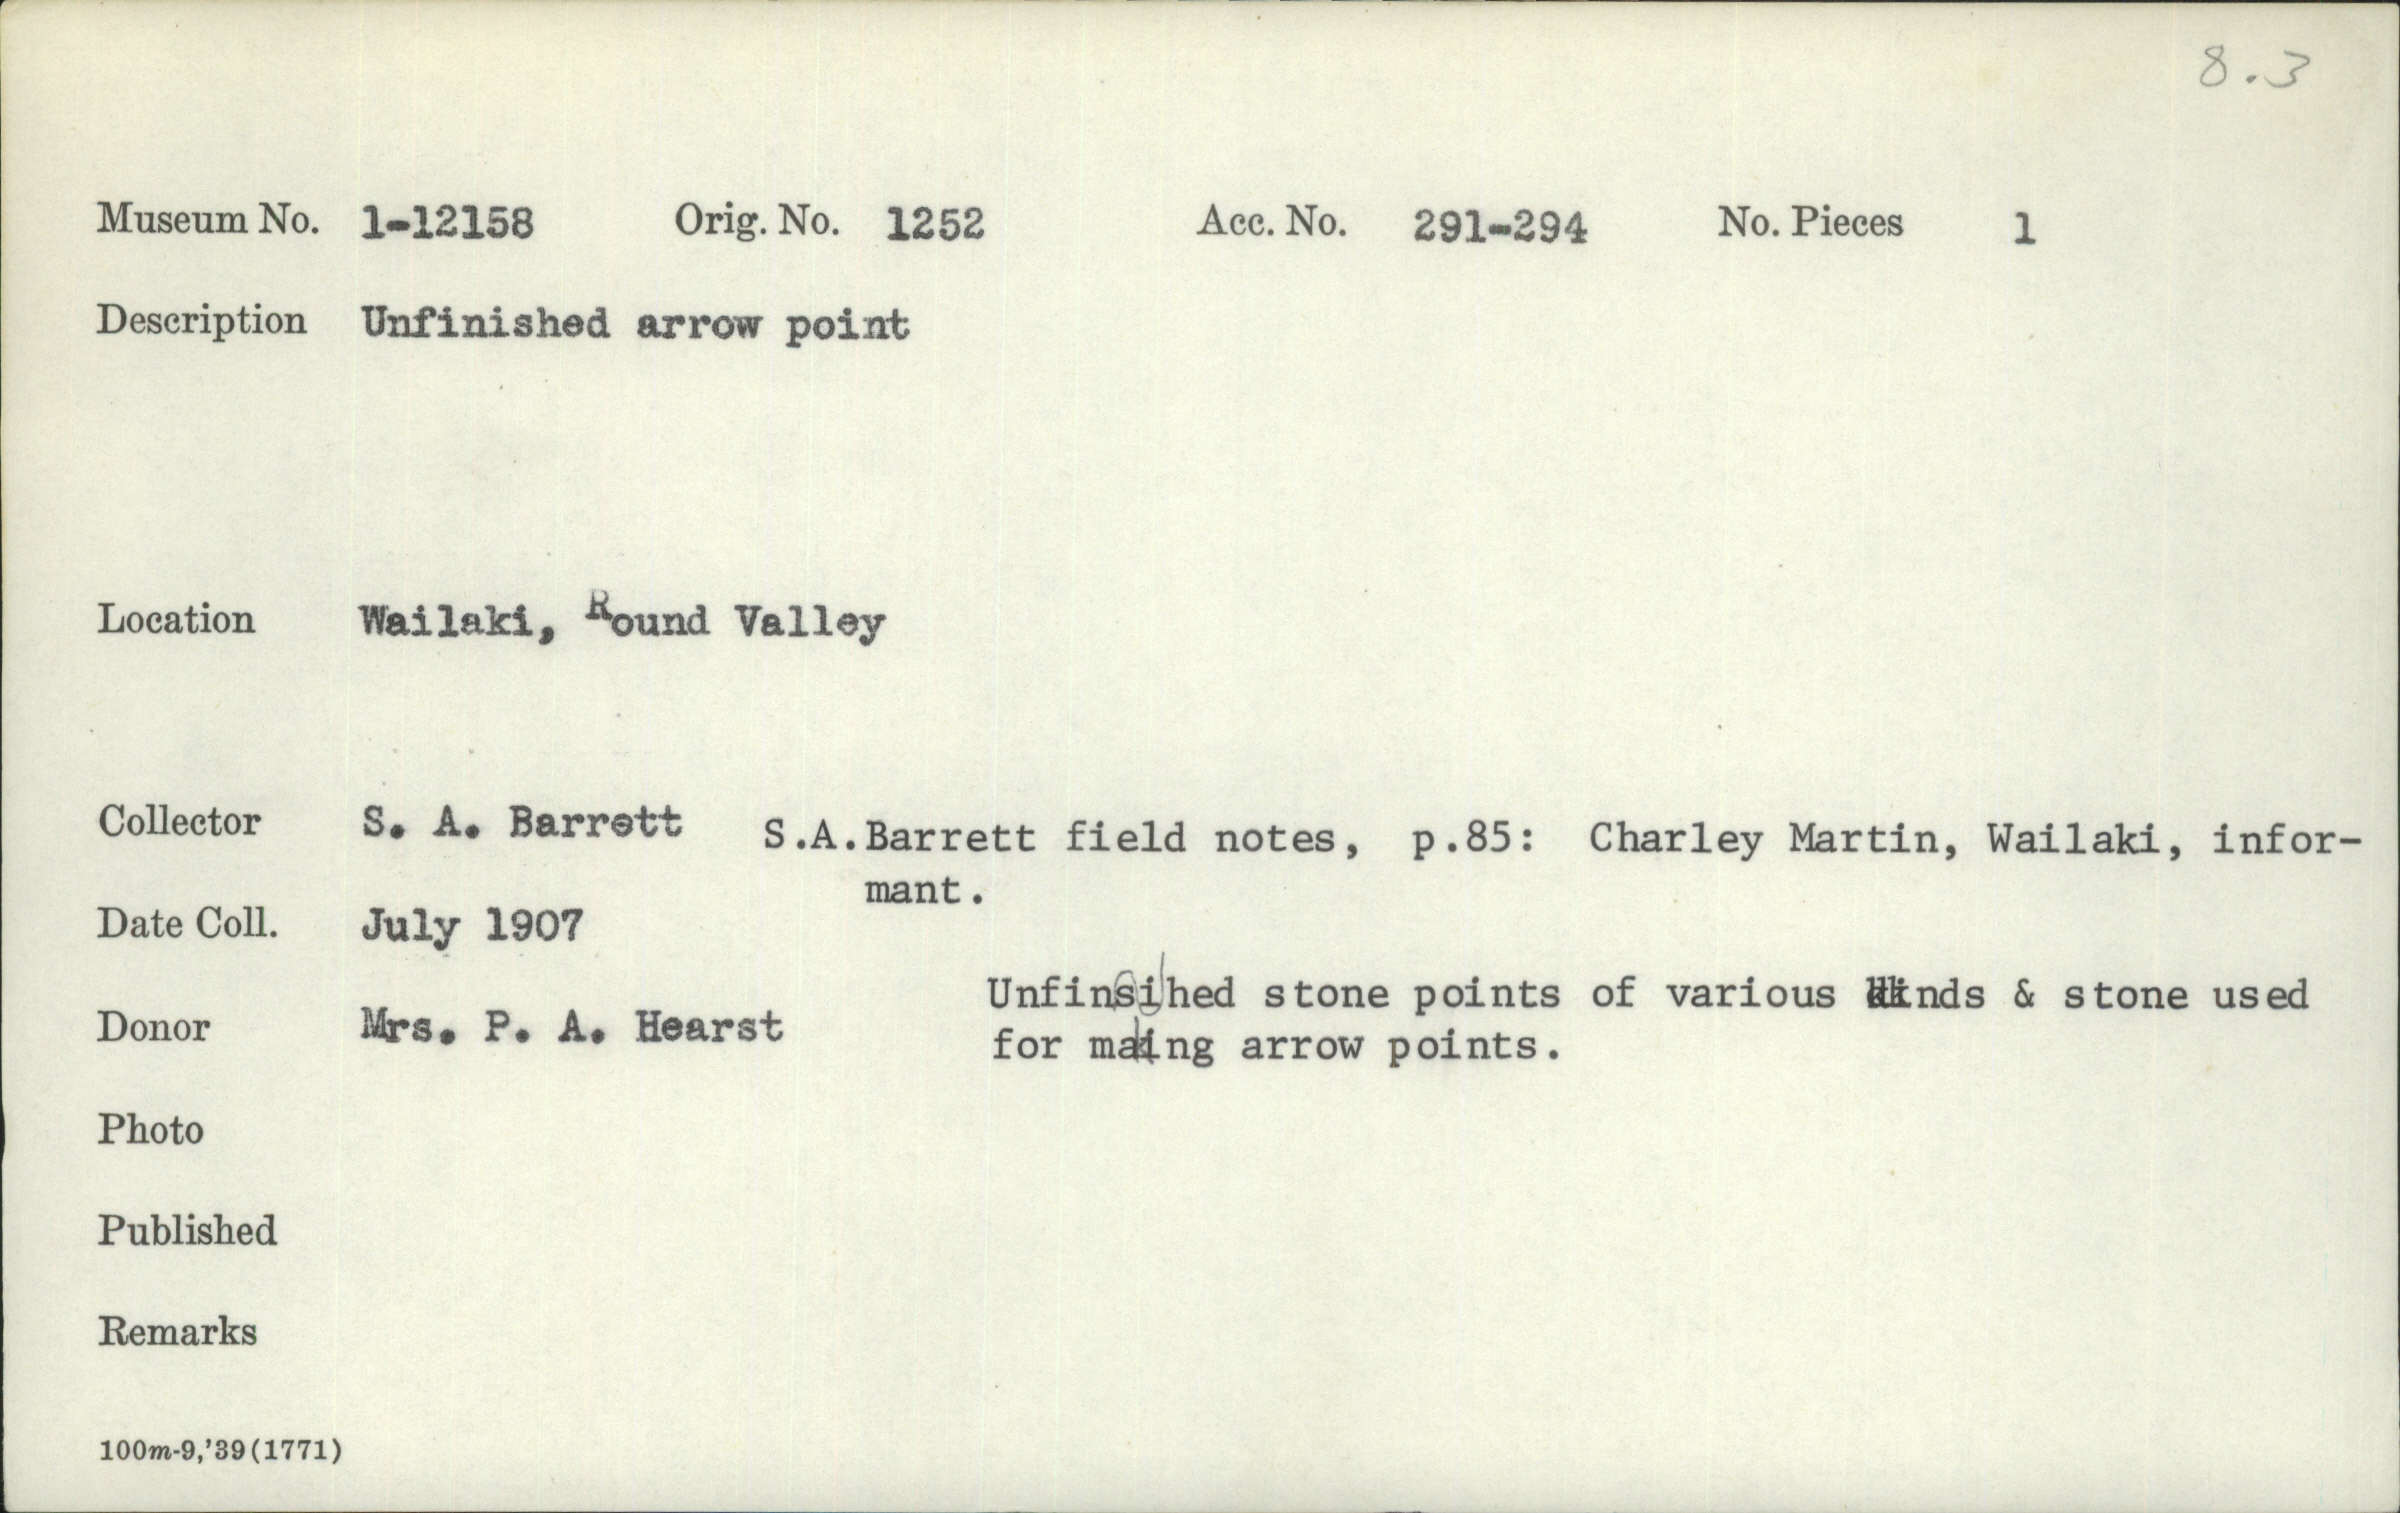 8.3
Museum No. 1-12158 Orig. No. 1252 Acc. No. 291-294 No. Pieces 1
Description Unfinished arrow point
Location Wailaki, Round Valley
Collector S. A. Barrett S.A.Barrett field notes, p.85: Charley Martin, Wailaki, infor-
mant.
Date Coll. July 1907
Unfinsihed stone points of various kinds & stone used
Donor Mrs. P. A. Hearst
for making arrow points.
Photo
Published
Remarks
100m-9,'39(1771)